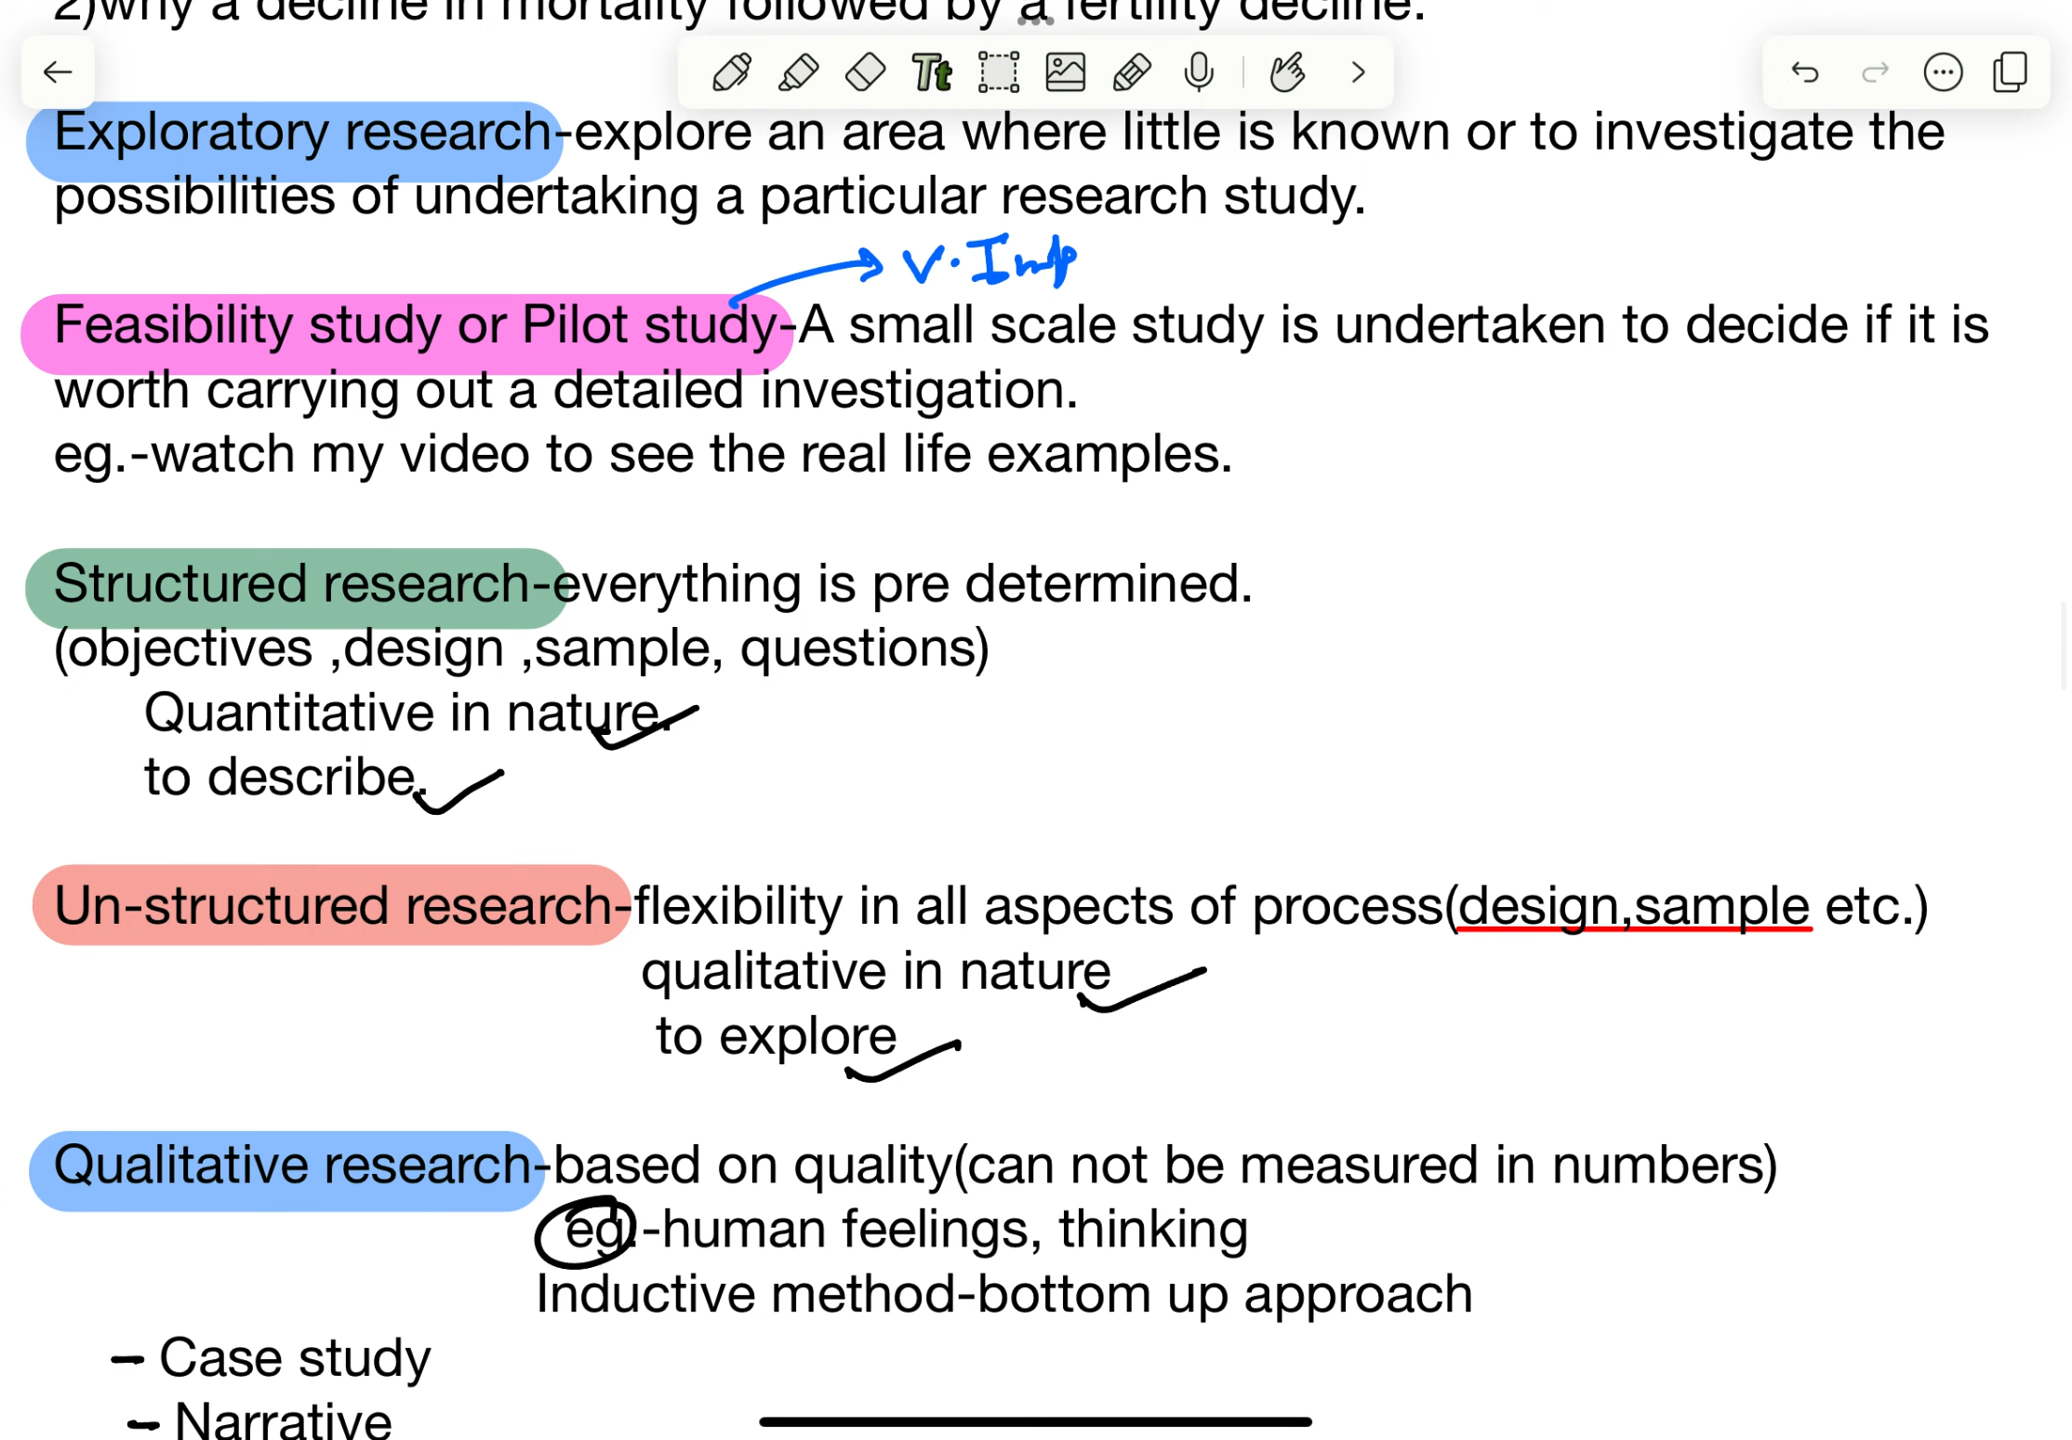 2)why a decline in mortality followed by a fertility decline.
Tt
Exploratory research-explore an area where little is known or to investigate the
possibilities of undertaking a particular research study.
V. Imp
Feasibility study or Pilot study-A small scale study is undertaken to decide if it is
worth carrying out a detailed investigation.
eg.-watch my video to see the real life examples.
Structured research-everything is pre determined.
(objectives ,design ,sample, questions)
Quantitative in nature.
to describe.
Un-structured research-flexibility in all aspects of process(design,sample etc.)
qualitative in nature
to explore
Qualitative research-based on quality(can not be measured in numbers)
eg.-human feelings, thinking
Inductive method-bottom up approach
- Case study
- Narrative